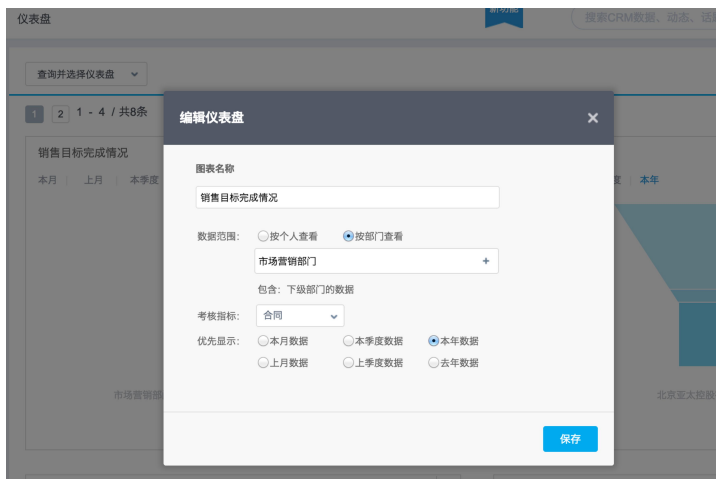 仪表盘
新功能
搜索CRM数据、动态、话
查询并选择仪表盘
1 2 1 - 4 / 共8条
编辑仪表盘
销售目标完成情况
本月 上月 本季度
度 本年
图表名称
销售目标完成情况
数据范围: 按个人查看 按部门查看
市场营销部门 +
包含: 下级部门的数据
考核指标: 合同
优先显示: 本月数据 本季度数据 本年数据
上月数据 上季度数据 去年数据
市场营销部
北京亚太控股
保存